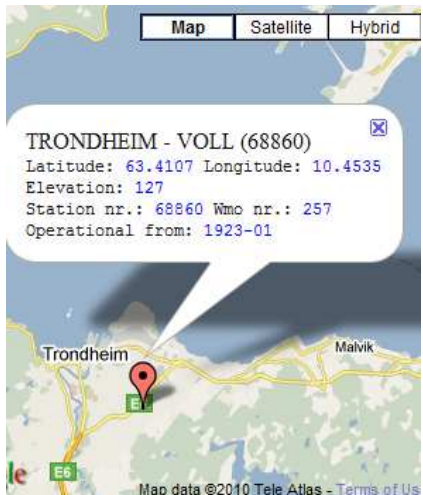 Map Satellite Hybrid
TRONDHEIM - VOLL (68860)
Latitude: 63.4107 Longitude: 10.4535
Elevation: 127
Station nr.: 68860 Wmo nr.: 257
Operational from: 1923-01
Trondheim
Malvik
E6
Map data ©2010 Tele Atlas - Terms of Us